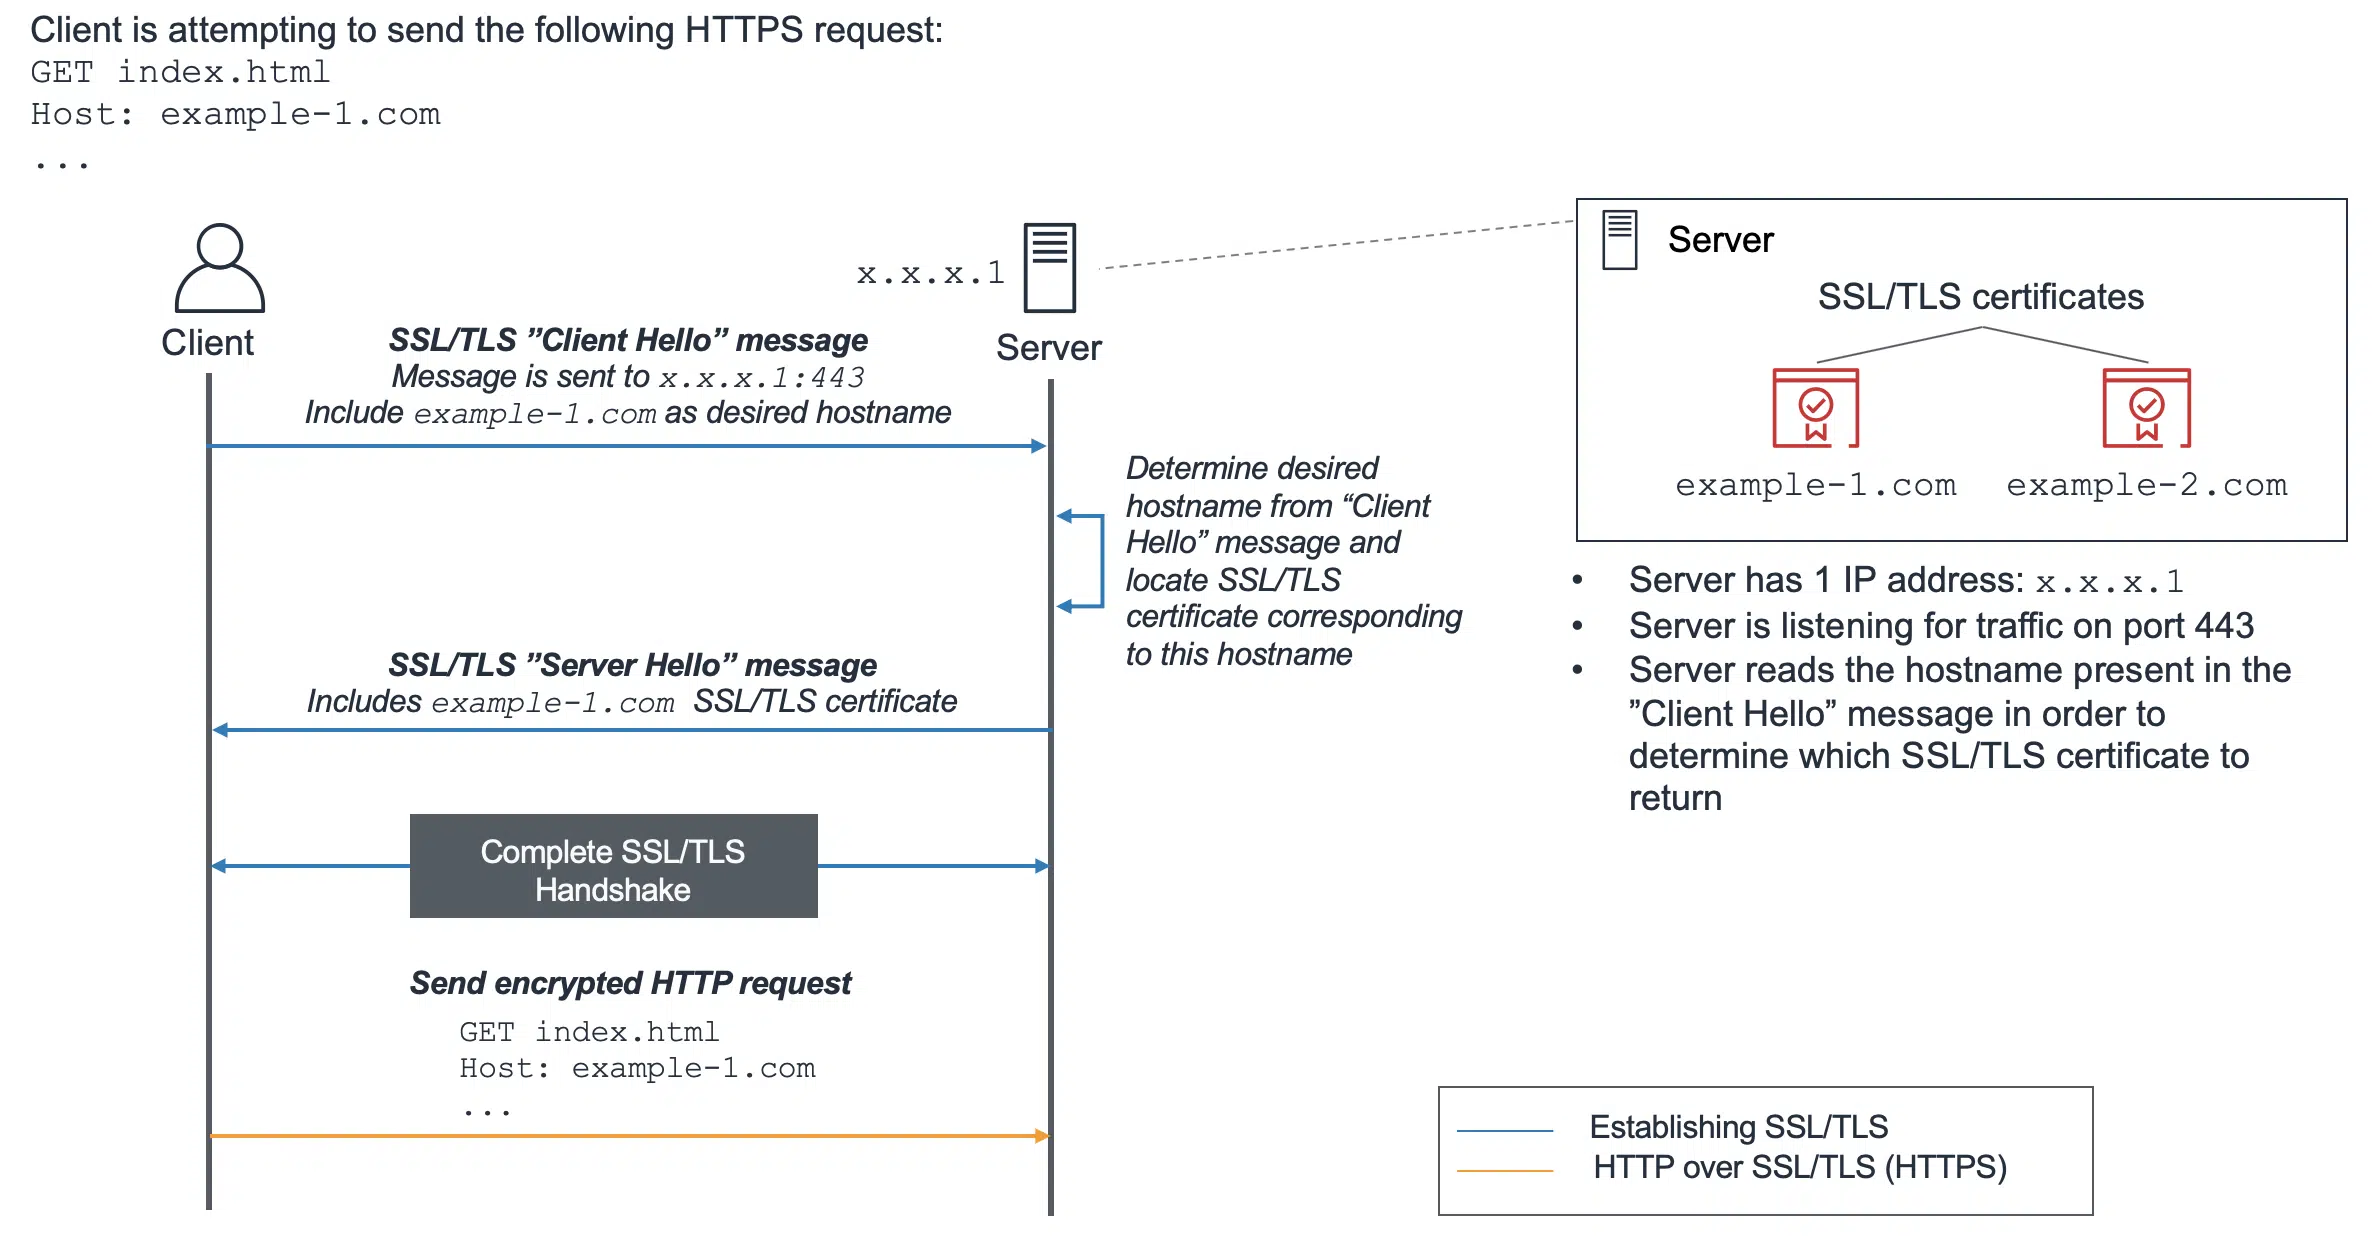 Client is attempting to send the following HTTPS request:
GET index.html
Host: example-1.com
...
Client
x.x.x.1
Server
SSL/TLS ”Client Hello” message
Message is sent to x.x.x.1:443
Include example-1.com as desired hostname
Determine desired
hostname from “Client
Hello” message and
locate SSL/TLS
certificate corresponding
to this hostname
SSL/TLS ”Server Hello” message
Includes example-1.com SSL/TLS certificate
Complete SSL/TLS
Handshake
Send encrypted HTTP request
GET index.html
Host: example-1.com
...
Server
SSL/TLS certificates
example-1.com
example-2.com
• Server has 1 IP address: x.x.x.1
• Server is listening for traffic on port 443
• Server reads the hostname present in the
”Client Hello” message in order to
determine which SSL/TLS certificate to
return
Establishing SSL/TLS
HTTP over SSL/TLS (HTTPS)